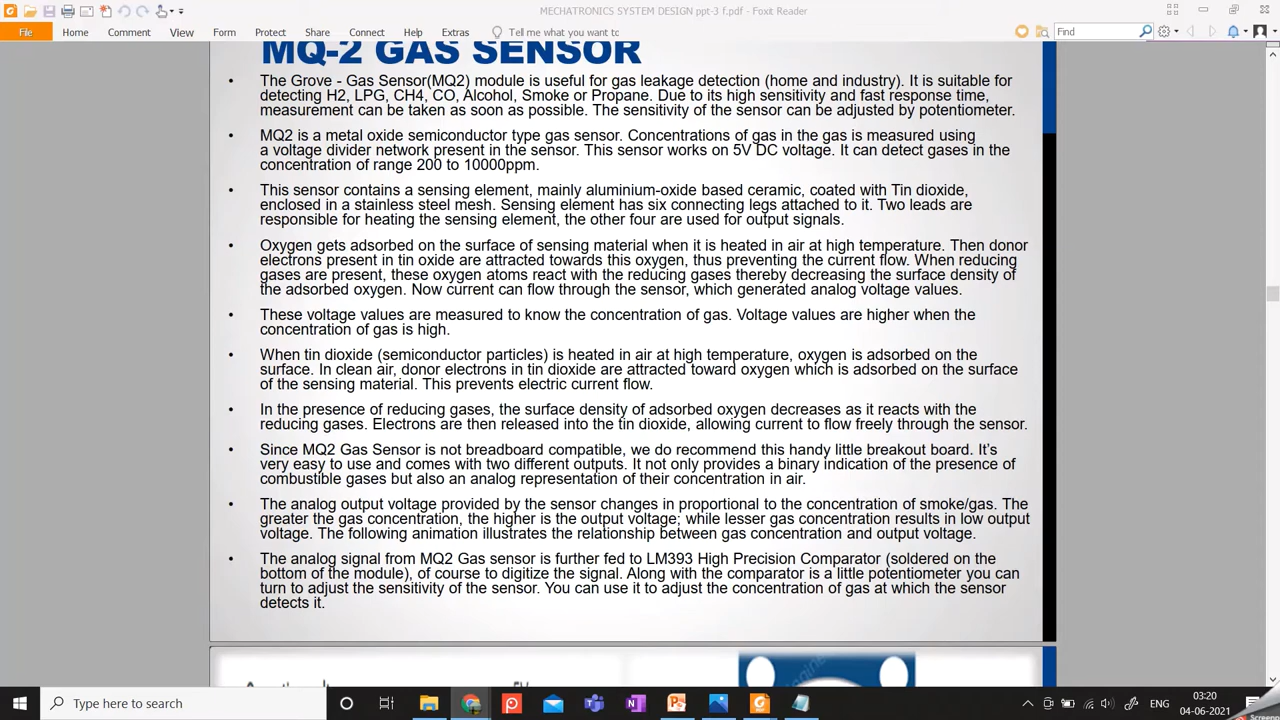 MECHATRONICS SYSTEM DESIGN ppt-3 f.pdf - Foxit Reader
File Home Comment View Form Protect Share Connect Help Extras Tell me what you want to Find
MQ-2 GAS SENSOR
• The Grove - Gas Sensor(MQ2) module is useful for gas leakage detection (home and industry). It is suitable for
detecting H2, LPG, CH4, CO, Alcohol, Smoke or Propane. Due to its high sensitivity and fast response time,
measurement can be taken as soon as possible. The sensitivity of the sensor can be adjusted by potentiometer.
• MQ2 is a metal oxide semiconductor type gas sensor. Concentrations of gas in the gas is measured using
a voltage divider network present in the sensor. This sensor works on 5V DC voltage. It can detect gases in the
concentration of range 200 to 10000ppm.
• This sensor contains a sensing element, mainly aluminium-oxide based ceramic, coated with Tin dioxide,
enclosed in a stainless steel mesh. Sensing element has six connecting legs attached to it. Two leads are
responsible for heating the sensing element, the other four are used for output signals.
• Oxygen gets adsorbed on the surface of sensing material when it is heated in air at high temperature. Then donor
electrons present in tin oxide are attracted towards this oxygen, thus preventing the current flow. When reducing
gases are present, these oxygen atoms react with the reducing gases thereby decreasing the surface density of
the adsorbed oxygen. Now current can flow through the sensor, which generated analog voltage values.
• These voltage values are measured to know the concentration of gas. Voltage values are higher when the
concentration of gas is high.
• When tin dioxide (semiconductor particles) is heated in air at high temperature, oxygen is adsorbed on the
surface. In clean air, donor electrons in tin dioxide are attracted toward oxygen which is adsorbed on the surface
of the sensing material. This prevents electric current flow.
• In the presence of reducing gases, the surface density of adsorbed oxygen decreases as it reacts with the
reducing gases. Electrons are then released into the tin dioxide, allowing current to flow freely through the sensor.
• Since MQ2 Gas Sensor is not breadboard compatible, we do recommend this handy little breakout board. It's
very easy to use and comes with two different outputs. It not only provides a binary indication of the presence of
combustible gases but also an analog representation of their concentration in air.
• The analog output voltage provided by the sensor changes in proportional to the concentration of smoke/gas. The
greater the gas concentration, the higher is the output voltage; while lesser gas concentration results in low output
voltage. The following animation illustrates the relationship between gas concentration and output voltage.
• The analog signal from MQ2 Gas sensor is further fed to LM393 High Precision Comparator (soldered on the
bottom of the module), of course to digitize the signal. Along with the comparator is a little potentiometer you can
turn to adjust the sensitivity of the sensor. You can use it to adjust the concentration of gas at which the sensor
detects it.
Type here to search
ENG
03:20
04-06-2021